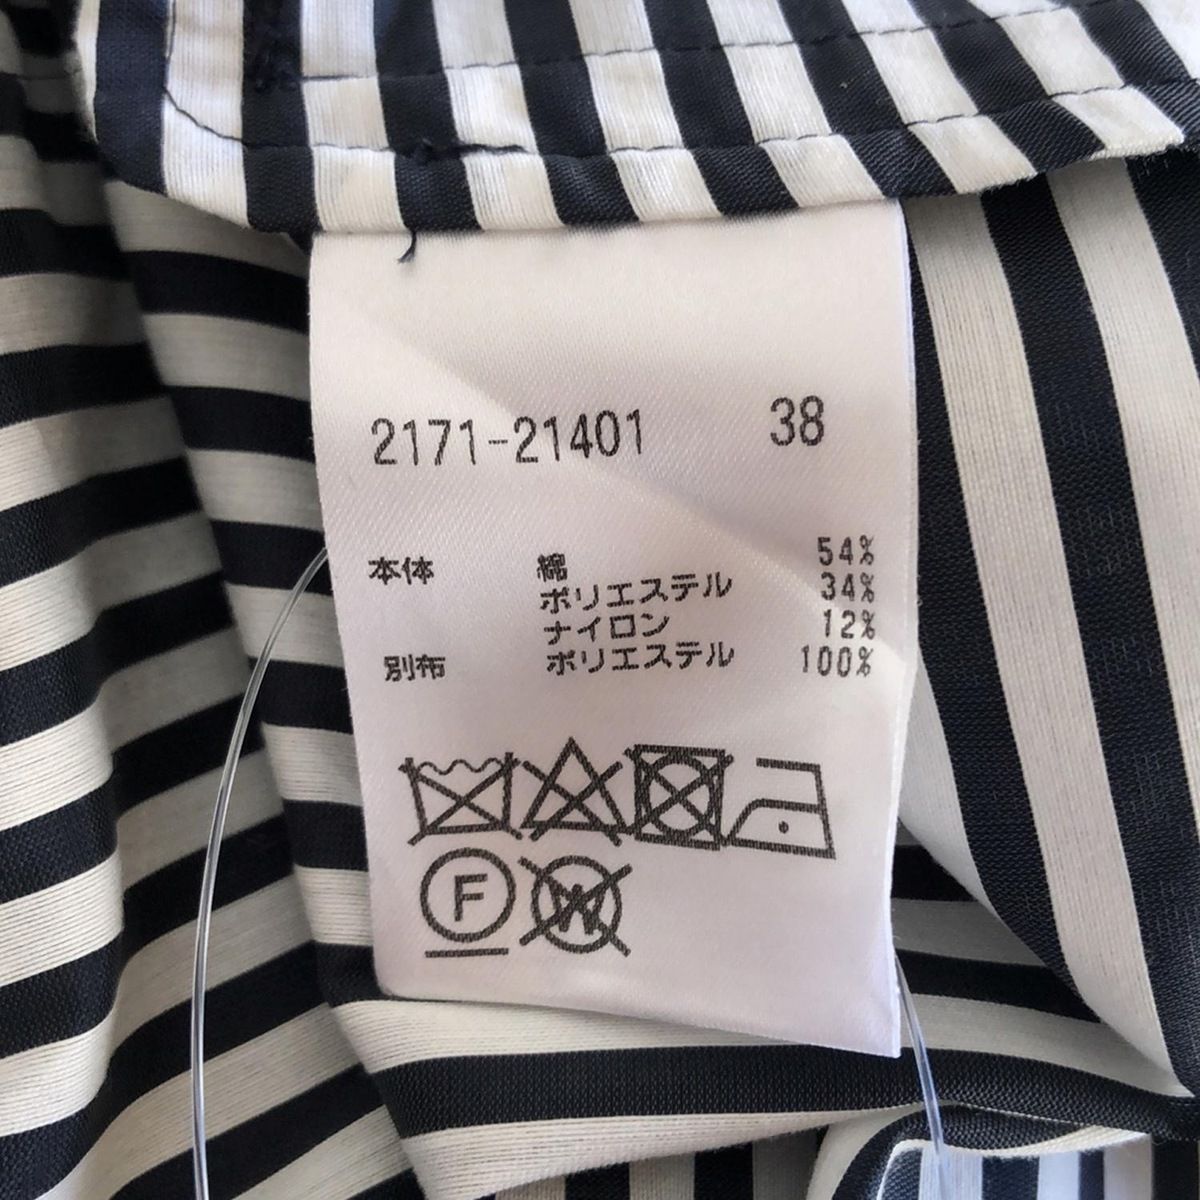 2171-21401 38
本体 綿 54%
ポリエステル 34%
ナイロン 12%
別布 ポリエステル 100%
F W